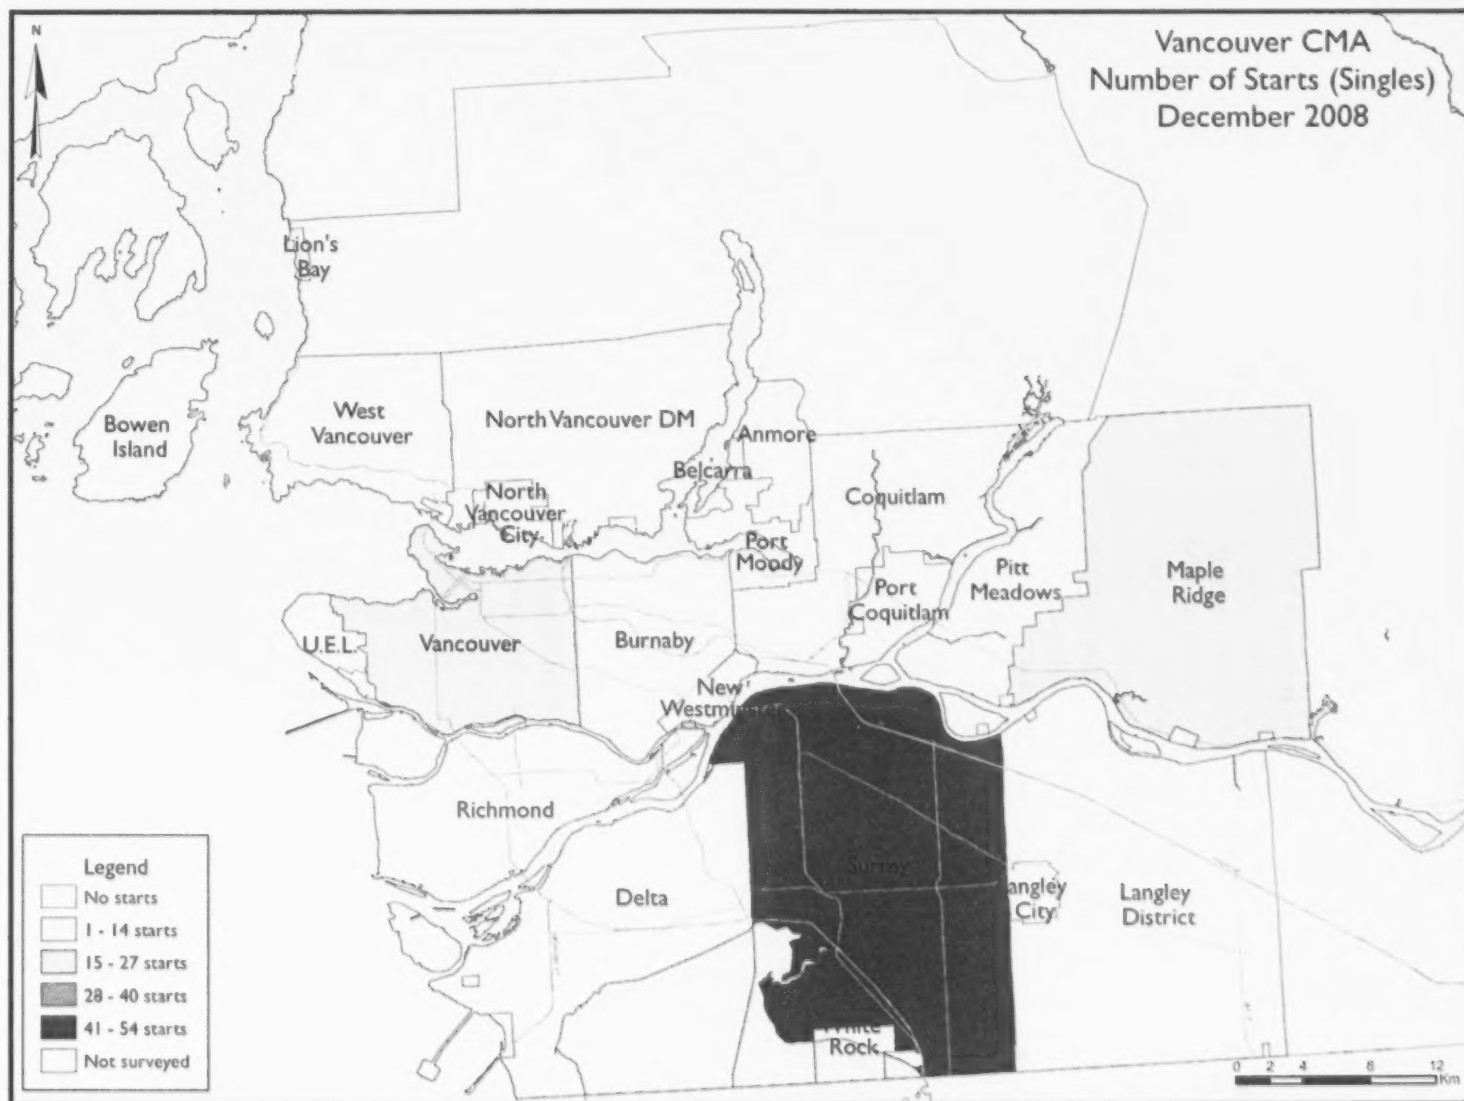 N
Vancouver CMA
Number of Starts (Singles)
December 2008
Lion's
Bay
Bowen
Island
West
Vancouver
North Vancouver DM
Anmore
Belcarra
North
Vancouver
City
Coquitlam
Port
Moody
Pitt
Meadows
Maple
Ridge
Port
Coquitlam
U.E.L.
Vancouver
Burnaby
New
Westminster
Richmond
Surrey
Delta
Langley
City
Langley
District
White
Rock
Legend
No starts
1 - 14 starts
15 - 27 starts
28 - 40 starts
41 - 54 starts
Not surveyed
0 2 4 8 12
Km